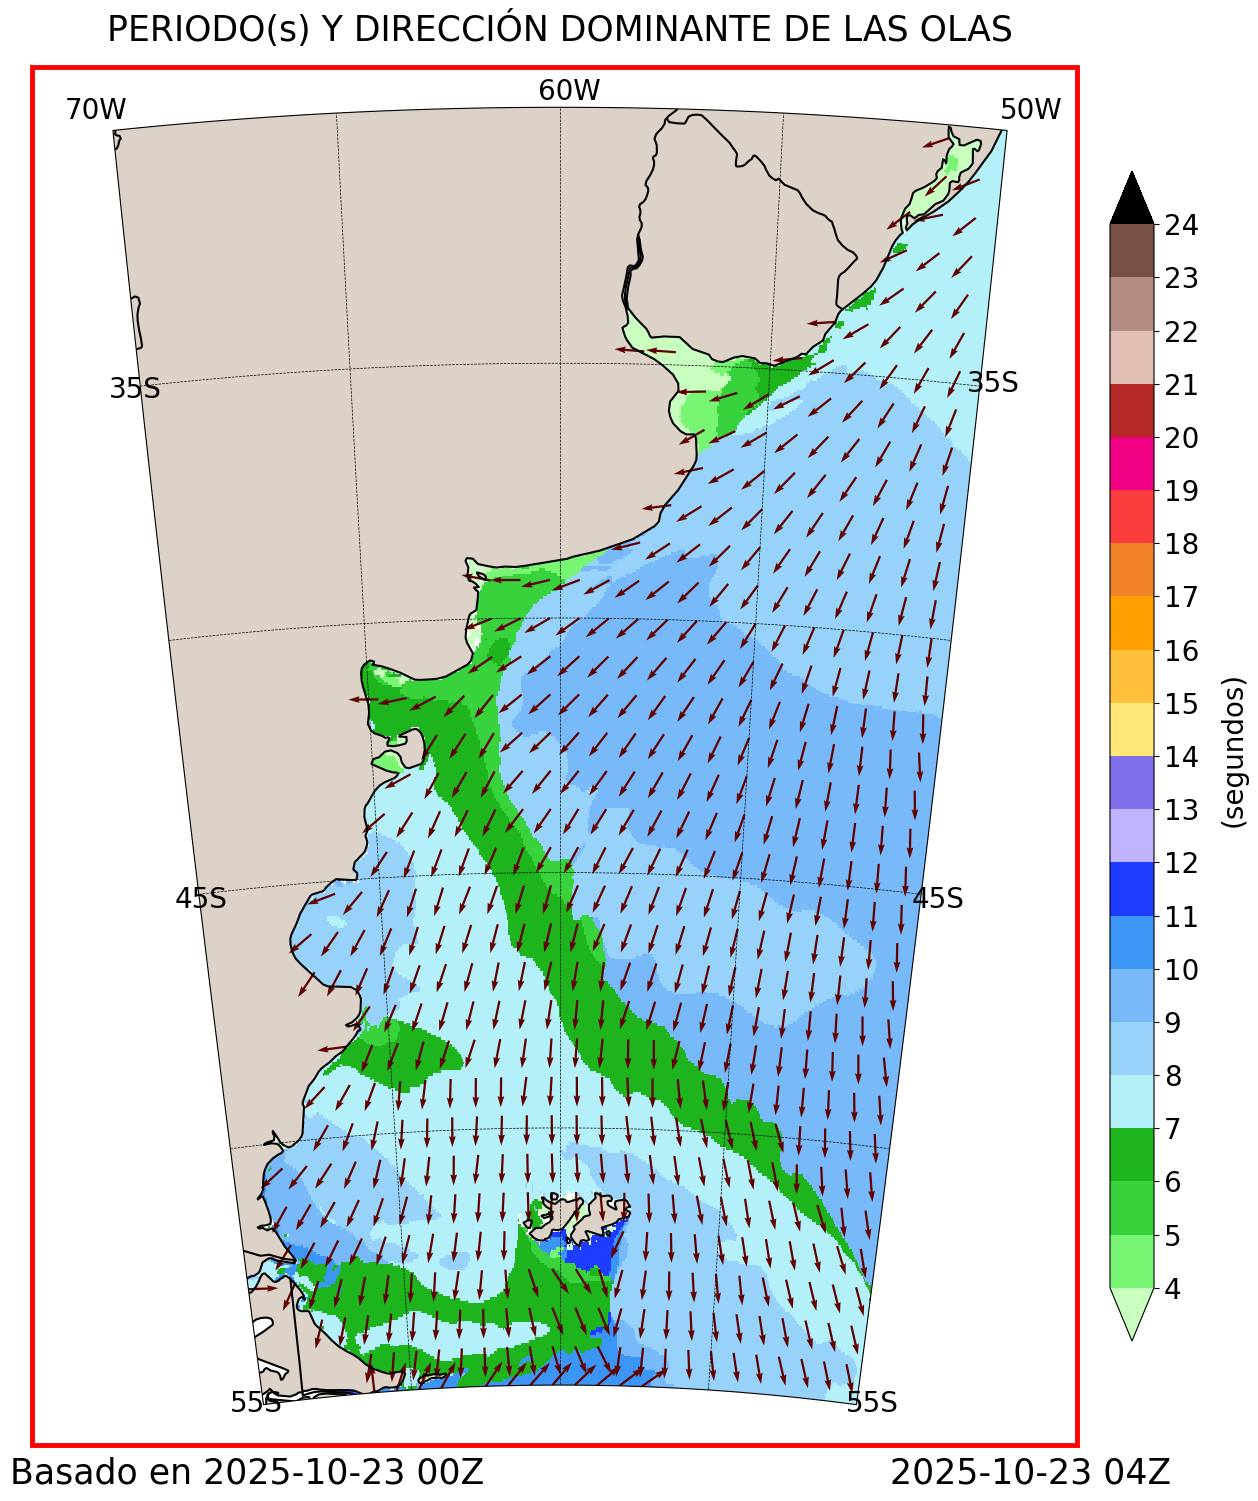 PERIODO(s) Y DIRECCIÓN DOMINANTE DE LAS OLAS
70W
60W
50W
35S
35S
45S
45S
55S
55S
24
23
22
21
20
19
18
17
16
15
14
13
12
11
10
9
8
7
6
5
4
(segundos)
Basado en 2025-10-23 00Z
2025-10-23 04Z